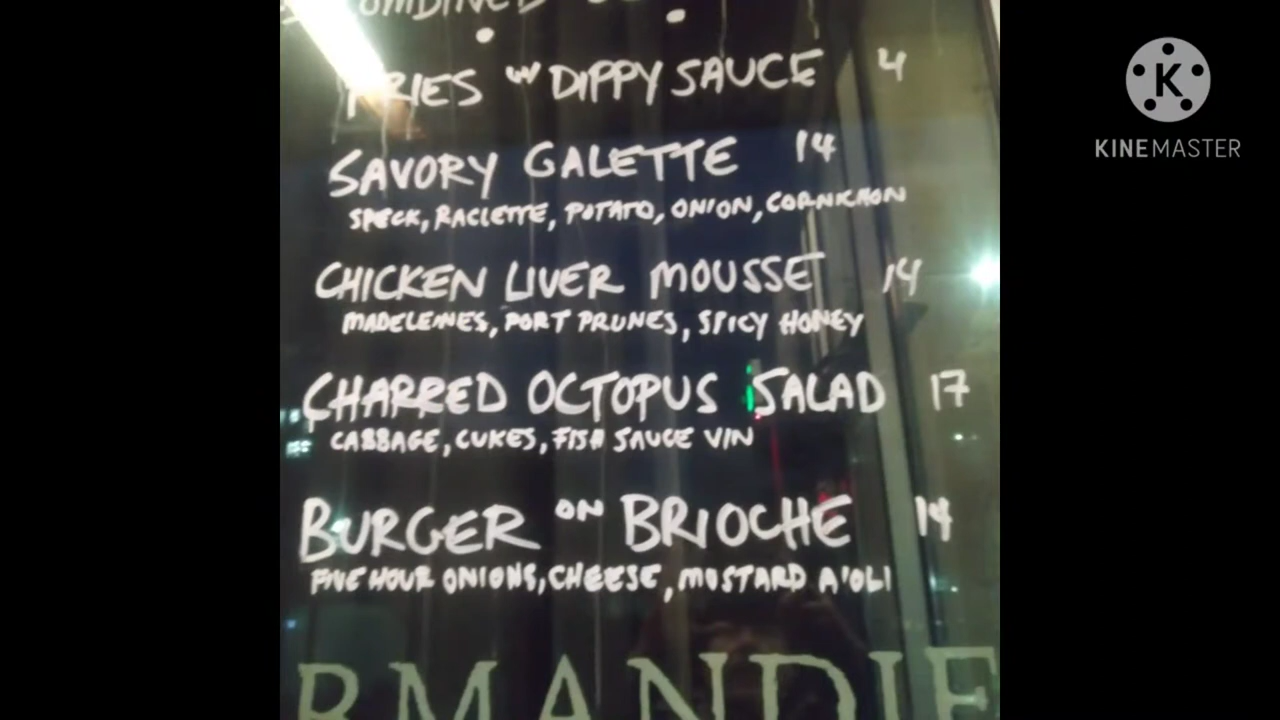 FRIES W DIPPY SAUCE 4
SAVORY GALETTE 14
SPECK, RACLETTE, POTATO, ONION, CORNICHON
CHICKEN LIVER MOUSSE 14
MADELEINES, PORT PRUNES, SPICY HONEY
CHARRED OCTOPUS SALAD 17
CABBAGE, CUKES, FISH SAUCE VIN
BURGER ON BRIOCHE 14
FIVE HOUR ONIONS, CHEESE, MUSTARD A'OLI
RMANDIE
K
KINEMASTER